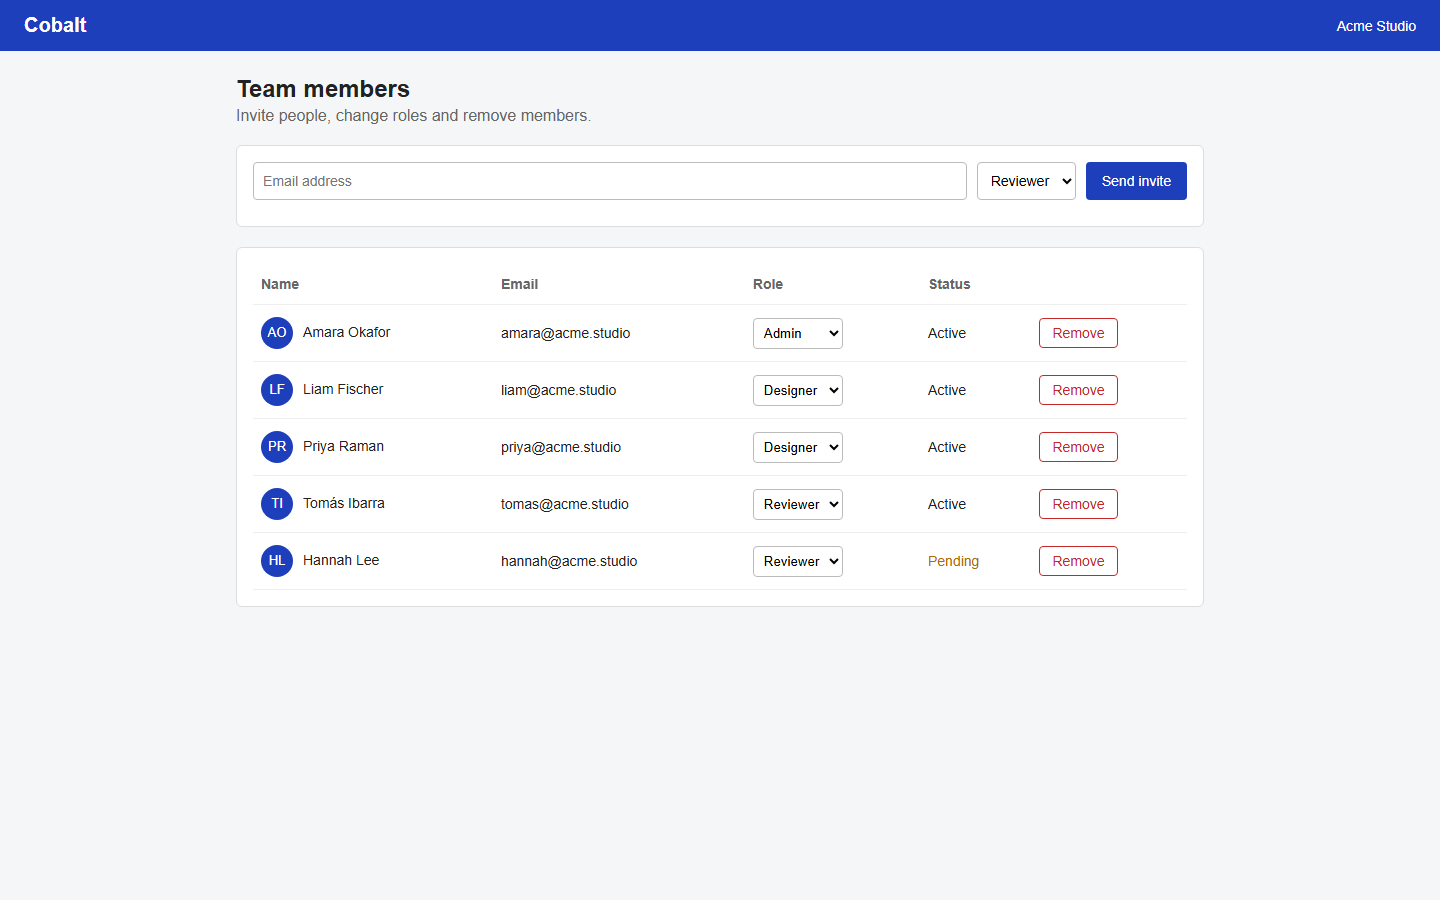 Cobalt
Acme Studio
Team members
Invite people, change roles and remove members.
Email address
Reviewer
Send invite
Name Email Role Status
AO Amara Okafor amara@acme.studio Admin Active Remove
LF Liam Fischer liam@acme.studio Designer Active Remove
PR Priya Raman priya@acme.studio Designer Active Remove
TI Tomás Ibarra tomas@acme.studio Reviewer Active Remove
HL Hannah Lee hannah@acme.studio Reviewer Pending Remove